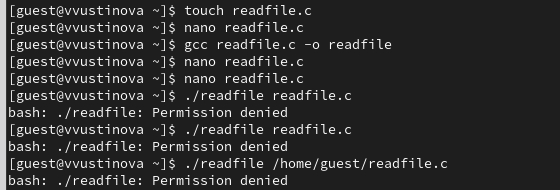 [guest@vvustinova ~]$ touch readfile.c
[guest@vvustinova ~]$ nano readfile.c
[guest@vvustinova ~]$ gcc readfile.c -o readfile
[guest@vvustinova ~]$ nano readfile.c
[guest@vvustinova ~]$ nano readfile.c
[guest@vvustinova ~]$ ./readfile readfile.c
bash: ./readfile: Permission denied
[guest@vvustinova ~]$ ./readfile readfile.c
bash: ./readfile: Permission denied
[guest@vvustinova ~]$ ./readfile /home/guest/readfile.c
bash: ./readfile: Permission denied